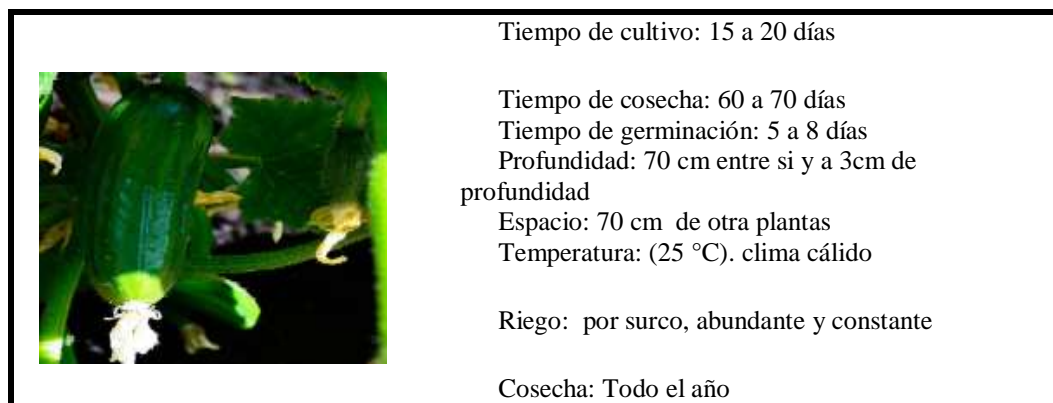 Tiempo de cultivo: 15 a 20 días
Tiempo de cosecha: 60 a 70 días
Tiempo de germinación: 5 a 8 días
Profundidad: 70 cm entre si y a 3cm de
profundidad
Espacio: 70 cm de otra plantas
Temperatura: (25 °C). clima cálido
Riego: por surco, abundante y constante
Cosecha: Todo el año